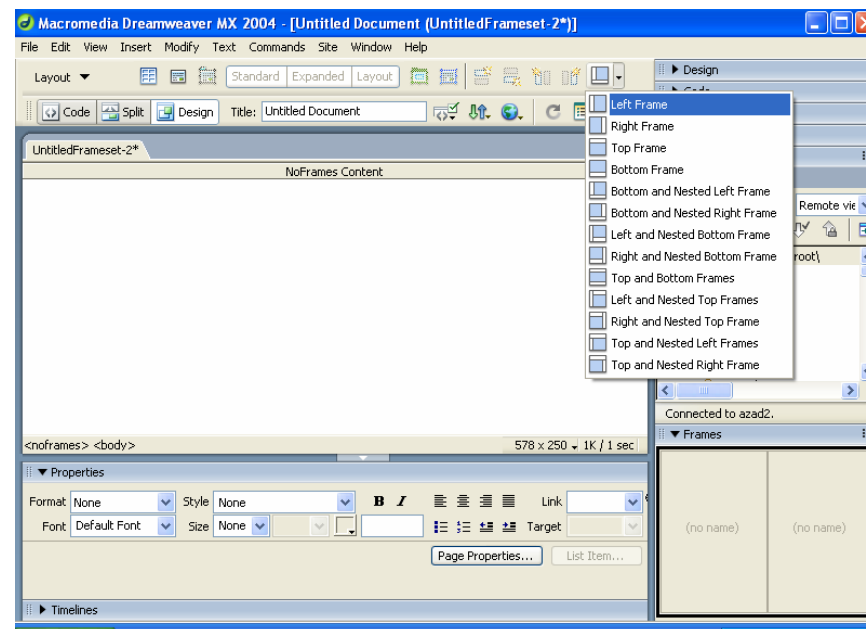 Macromedia Dreamweaver MX 2004 - [Untitled Document (UntitledFrameset-2*)]
File Edit View Insert Modify Text Commands Site Window Help
Layout Standard Expanded Layout
Code Split Design Title: Untitled Document
UntitledFrameset-2*
NoFrames Content
Left Frame
Right Frame
Top Frame
Bottom Frame
Bottom and Nested Left Frame
Bottom and Nested Right Frame
Left and Nested Bottom Frame
Right and Nested Bottom Frame
Top and Bottom Frames
Left and Nested Top Frames
Right and Nested Top Frame
Top and Nested Left Frames
Top and Nested Right Frame
Design
Remote vie
root\
Connected to azad2.
Frames
(no name) (no name)
<noframes> <body> 578 x 250 1K / 1 sec
Properties
Format None Style None B I Link
Font Default Font Size None Target
Page Properties... List Item...
Timelines